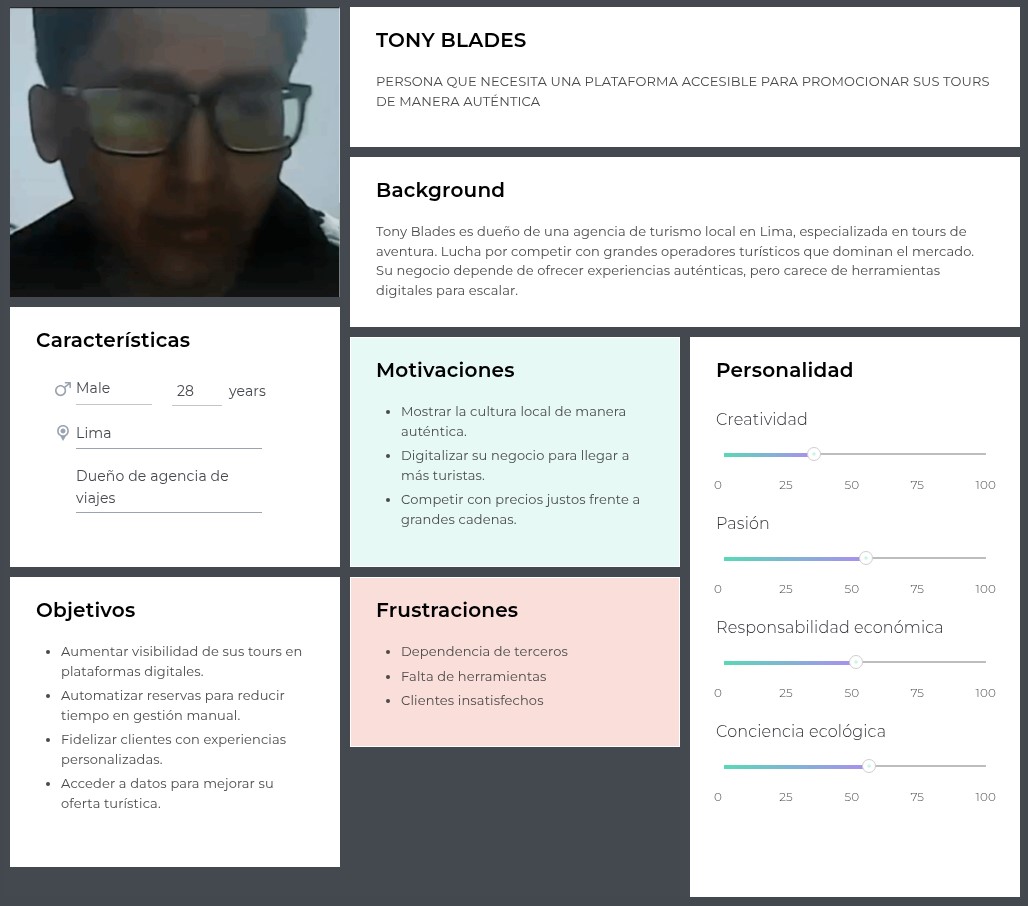 TONY BLADES
PERSONA QUE NECESITA UNA PLATAFORMA ACCESIBLE PARA PROMOCIONAR SUS TOURS
DE MANERA AUTÉNTICA
Background
Tony Blades es dueño de una agencia de turismo local en Lima, especializada en tours de
aventura. Lucha por competir con grandes operadores turísticos que dominan el mercado.
Su negocio depende de ofrecer experiencias auténticas, pero carece de herramientas
digitales para escalar.
Características
Male 28 years
Lima
Dueño de agencia de
viajes
Motivaciones
Mostrar la cultura local de manera
auténtica.
Digitalizar su negocio para llegar a
más turistas.
Competir con precios justos frente a
grandes cadenas.
Personalidad
Creatividad
0 25 50 75 100
Pasión
0 25 50 75 100
Responsabilidad económica
0 25 50 75 100
Conciencia ecológica
0 25 50 75 100
Objetivos
Aumentar visibilidad de sus tours en
plataformas digitales.
Automatizar reservas para reducir
tiempo en gestión manual.
Fidelizar clientes con experiencias
personalizadas.
Acceder a datos para mejorar su
oferta turística.
Frustraciones
Dependencia de terceros
Falta de herramientas
Clientes insatisfechos